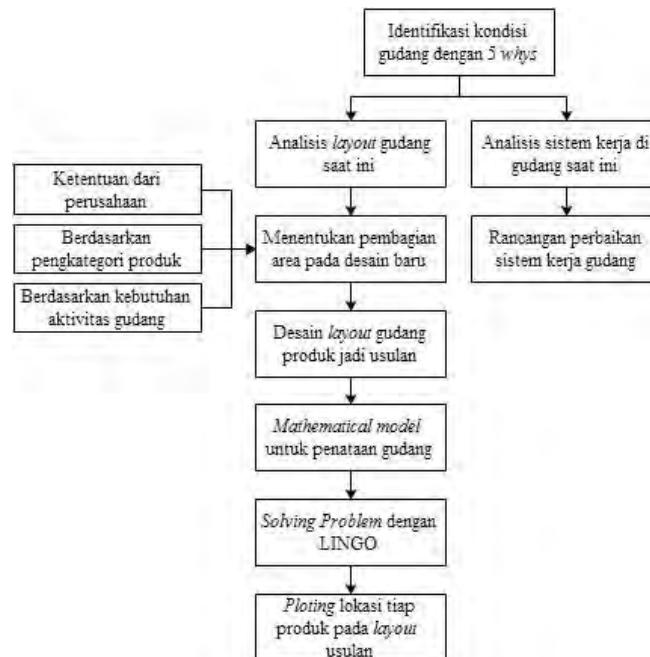 Identifikasi kondisi
gudang dengan 5 whys
Analisis layout gudang
saat ini
Analisis sistem kerja di
gudang saat ini
Ketentuan dari
perusahaan
Berdasarkan
pengkategori produk
Berdasarkan kebutuhan
aktivitas gudang
Menentukan pembagian
area pada desain baru
Rancangan perbaikan
sistem kerja gudang
Desain layout gudang
produk jadi usulan
Mathematical model
untuk penataan gudang
Solving Problem dengan
LINGO
Ploting lokasi tiap
produk pada layout
usulan